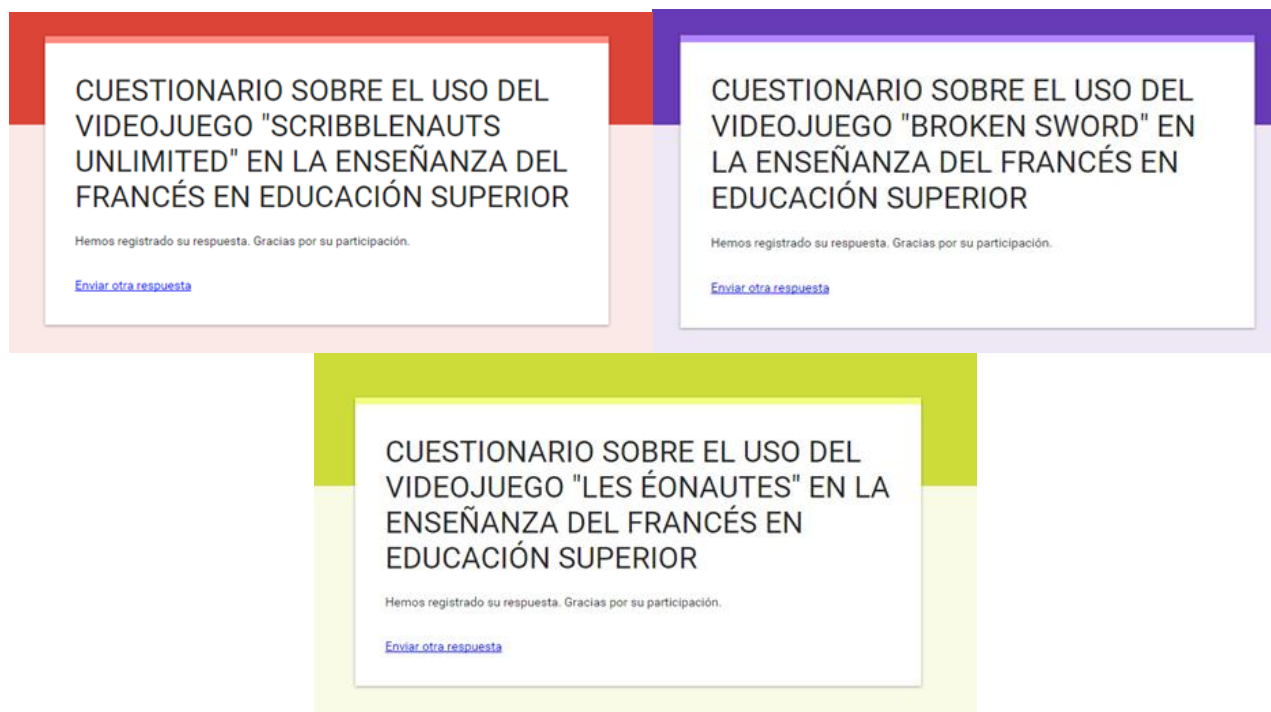 CUESTIONARIO SOBRE EL USO DEL
VIDEOJUEGO "SCRIBBLENAUTS
UNLIMITED" EN LA ENSEÑANZA DEL
FRANCÉS EN EDUCACIÓN SUPERIOR
Hemos registrado su respuesta. Gracias por su participación.
Enviar otra respuesta
CUESTIONARIO SOBRE EL USO DEL
VIDEOJUEGO "BROKEN SWORD" EN
LA ENSEÑANZA DEL FRANCÉS EN
EDUCACIÓN SUPERIOR
Hemos registrado su respuesta. Gracias por su participación.
Enviar otra respuesta
CUESTIONARIO SOBRE EL USO DEL
VIDEOJUEGO "LES ÉONAUTES" EN LA
ENSEÑANZA DEL FRANCÉS EN
EDUCACIÓN SUPERIOR
Hemos registrado su respuesta. Gracias por su participación.
Enviar otra respuesta